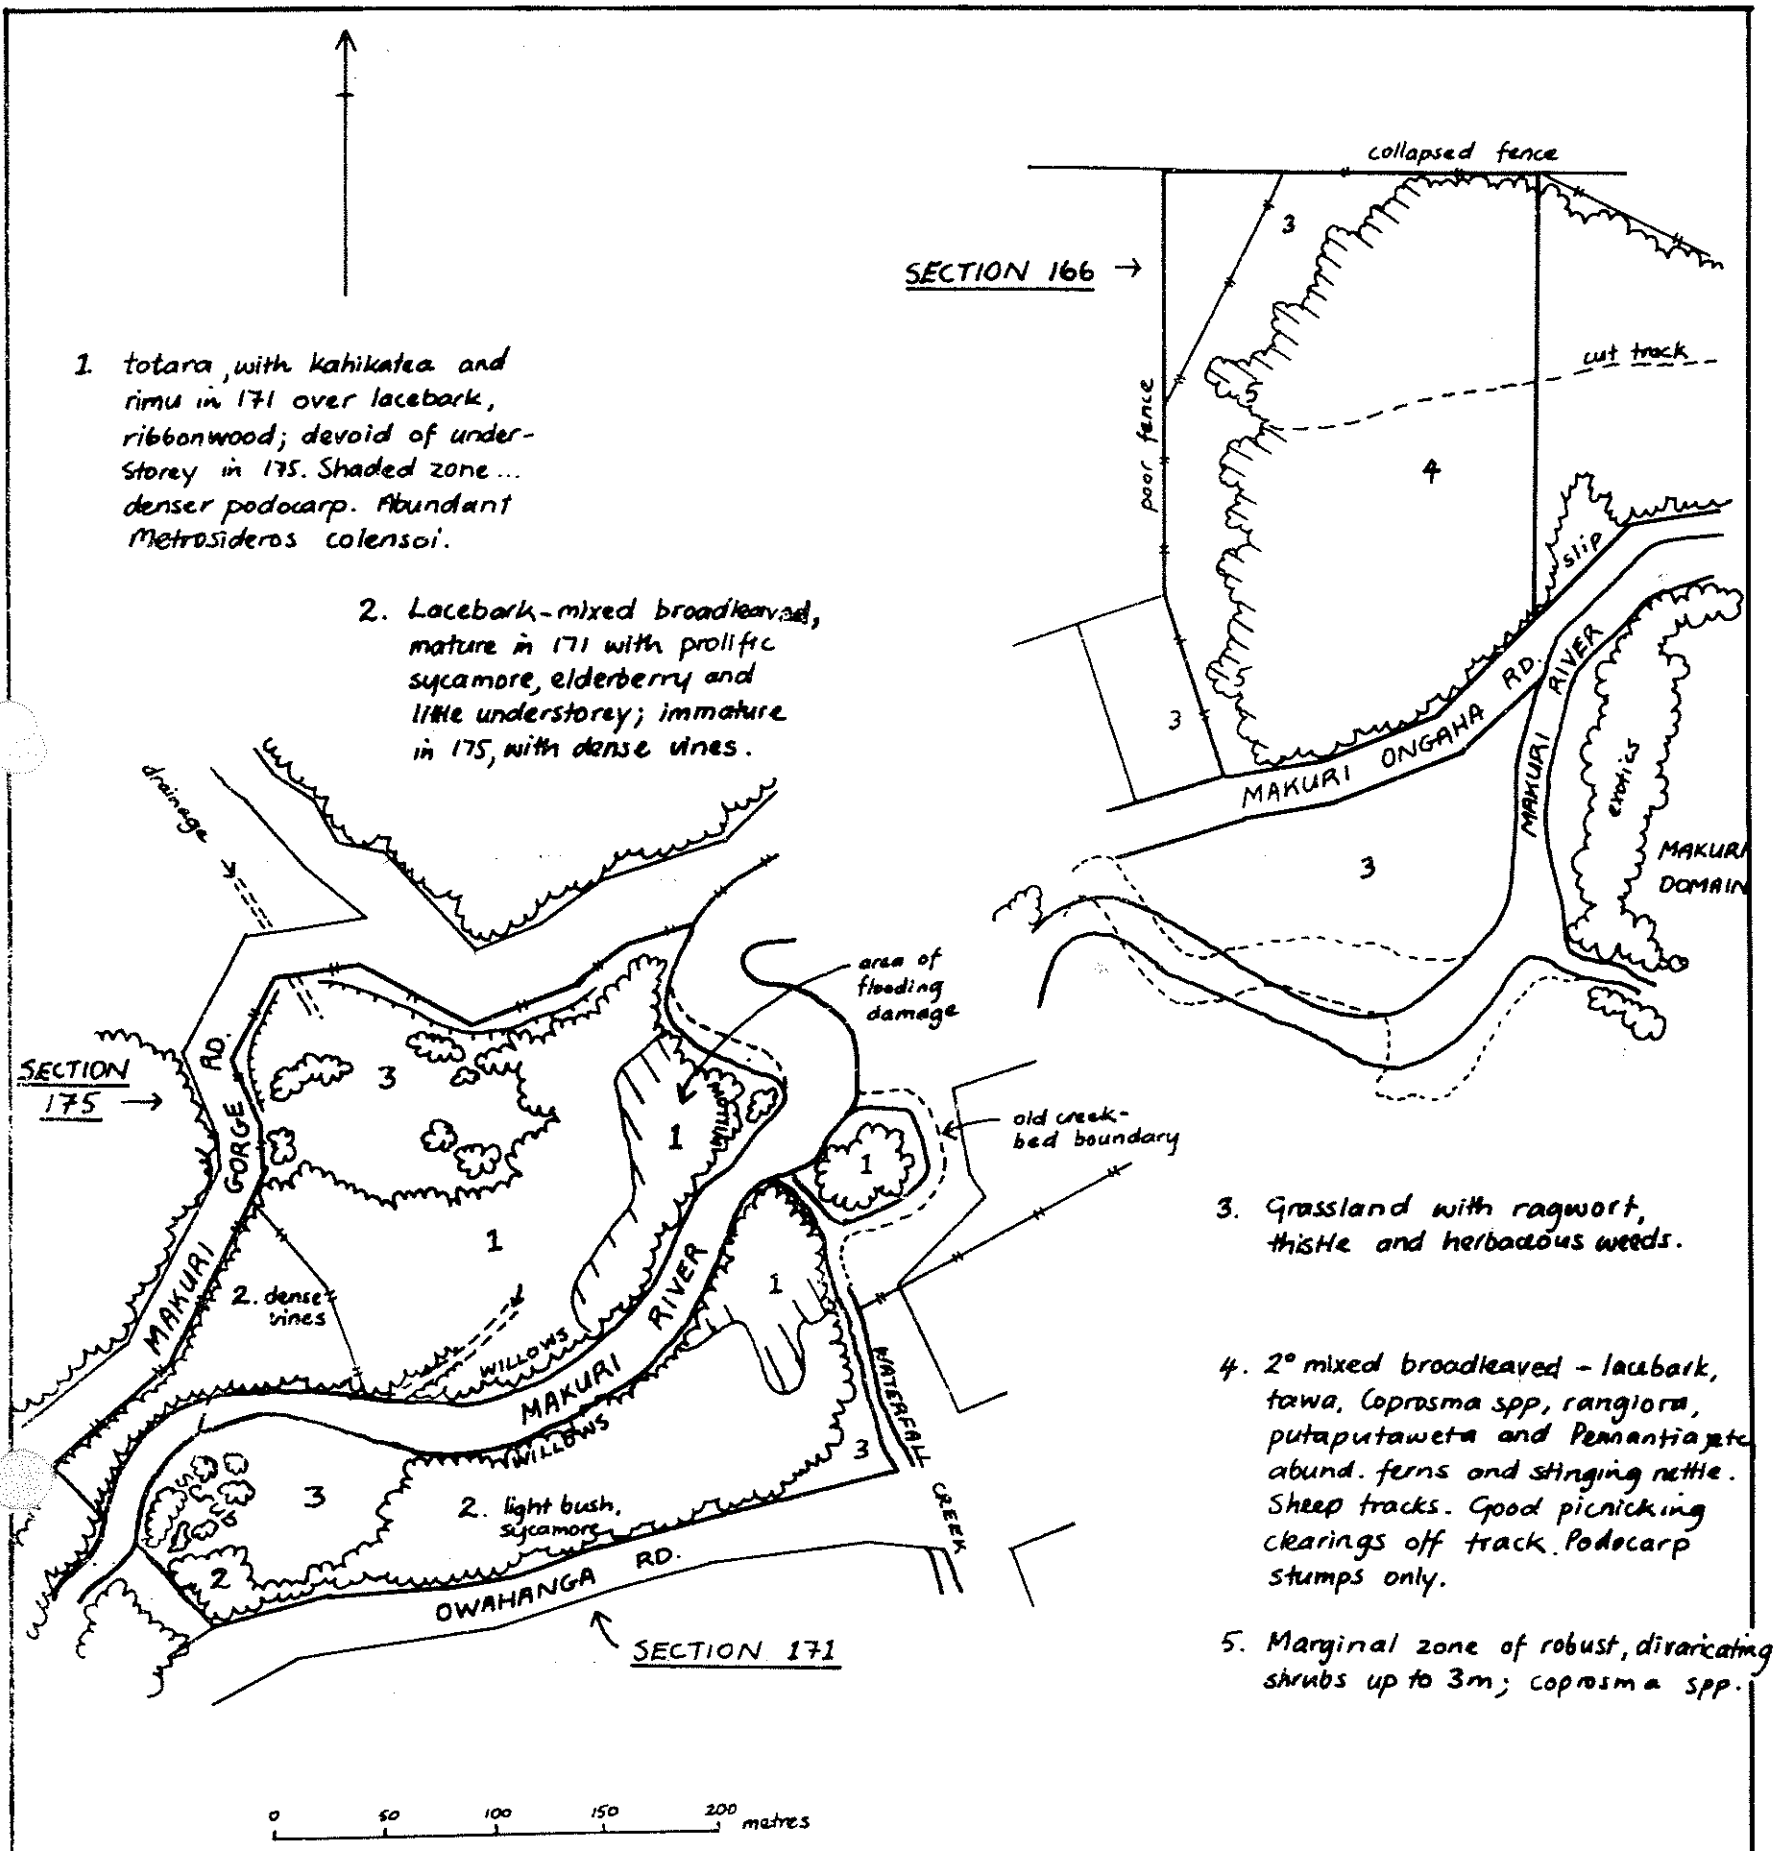 collapsed fence
3
SECTION 166 →
cut track
5
poor fence
4
slip
1. totara, with kahikatea and
rimu in 171 over lacebark,
ribbonwood; devoid of under-
storey in 175. Shaded zone ...
denser podocarp. Abundant
Metrosideros colensoi.
2. Lacebark-mixed broadleaved,
mature in 171 with prolific
sycamore, elderberry and
little understorey; immature
in 175, with dense vines.
3
MAKURI ONGAHA RD.
MAKURI RIVER
exotics
MAKURI
DOMAIN
3
drainage
area of
flooding
damage
SECTION
175 →
MAKURI GORGE RD.
3
1
WILLOWS
old creek-
bed boundary
1
1
1
2. dense
vines
WILLOWS
MAKURI RIVER
WILLOWS
WATERFALL CREEK
3
3
2. light bush,
sycamore
2
OWAHANGA RD.
SECTION 171
3. Grassland with ragwort,
thistle and herbaceous weeds.
4. 2° mixed broadleaved - lacebark,
tawa, Coprosma spp, rangiora,
putaputaweta and Pennantia etc
abund. ferns and stinging nettle.
Sheep tracks. Good picnicking
clearings off track. Podocarp
stumps only.
5. Marginal zone of robust, divaricating
shrubs up to 3m; coprosma spp.
0 50 100 150 200 metres